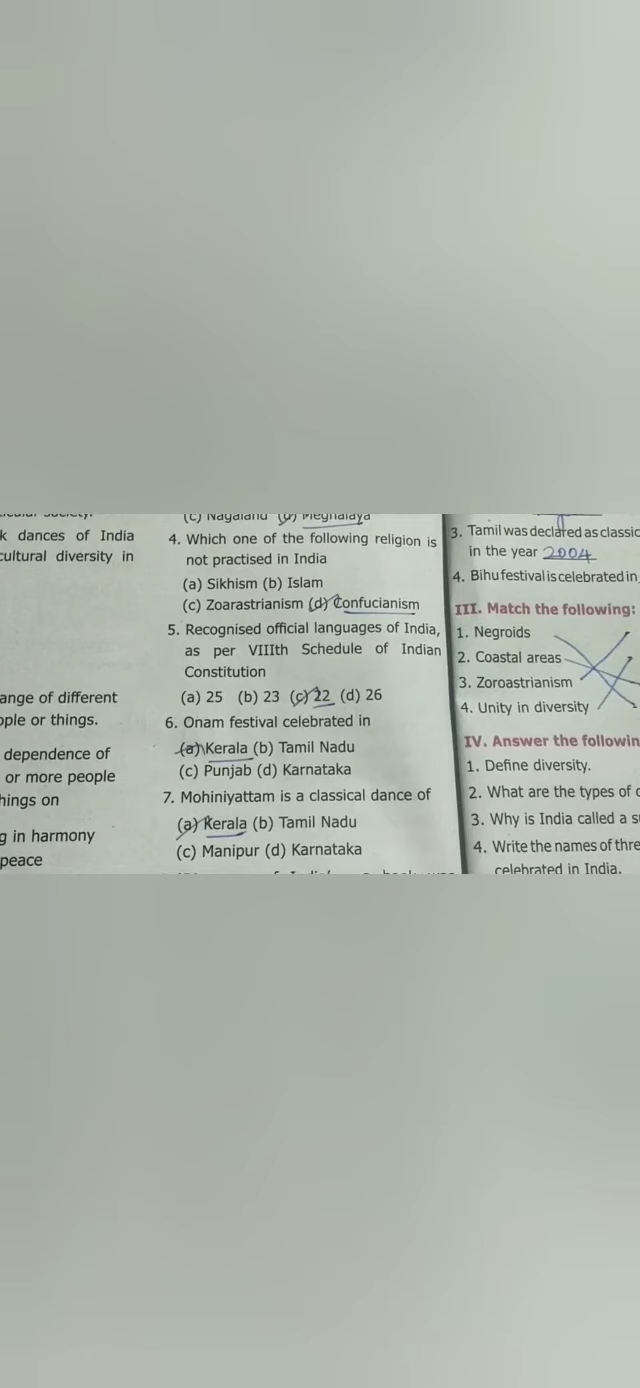 k dances of India
cultural diversity in
ange of different
ople or things.
dependence of
or more people
hings on
g in harmony
peace
(c) Nagaland (d) Meghalaya
4. Which one of the following religion is
not practised in India
(a) Sikhism (b) Islam
(c) Zoarastrianism (d) Confucianism
5. Recognised official languages of India,
as per VIIIth Schedule of Indian
Constitution
(a) 25 (b) 23 (c) 22 (d) 26
6. Onam festival celebrated in
(a) Kerala (b) Tamil Nadu
(c) Punjab (d) Karnataka
7. Mohiniyattam is a classical dance of
(a) Kerala (b) Tamil Nadu
(c) Manipur (d) Karnataka
3. Tamil was declared as classic
in the year 2004
4. Bihu festival is celebrated in
III. Match the following:
1. Negroids
2. Coastal areas
3. Zoroastrianism
4. Unity in diversity
IV. Answer the followin
1. Define diversity.
2. What are the types of
3. Why is India called a
4. Write the names of thre
celebrated in India.